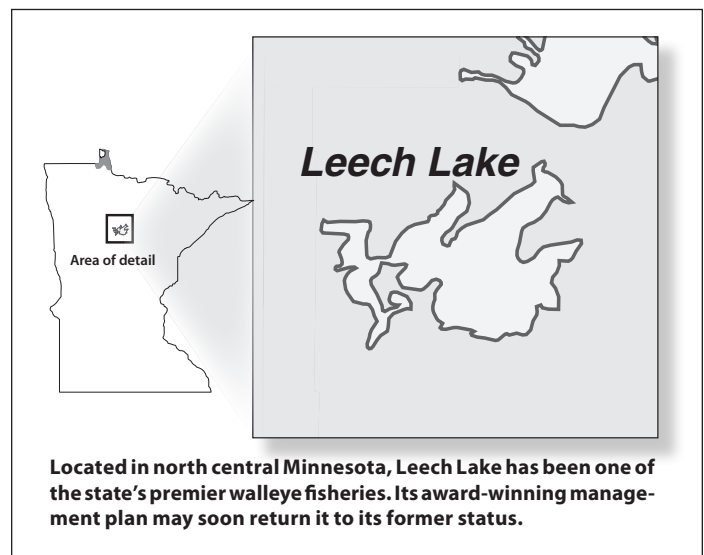 Leech Lake
Area of detail
Located in north central Minnesota, Leech Lake has been one of
the state’s premier walleye fisheries. Its award-winning manage-
ment plan may soon return it to its former status.